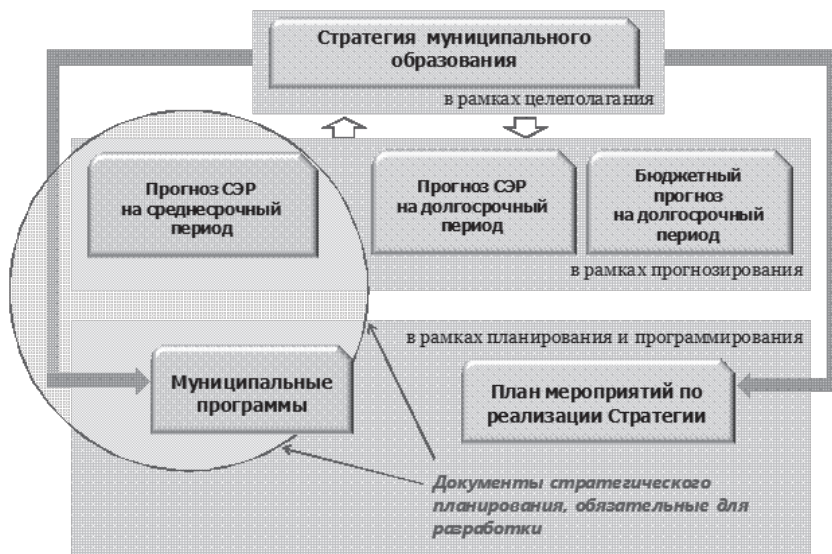 Стратегия муниципального
образования
в рамках целеполагания
Прогноз СЭР
на среднесрочный
период
Прогноз СЭР
на долгосрочный
период
Бюджетный
прогноз
на долгосрочный
период
в рамках прогнозирования
в рамках планирования и программирования
Муниципальные
программы
План мероприятий по
реализации Стратегии
Документы стратегического
планирования, обязательные для
разработки